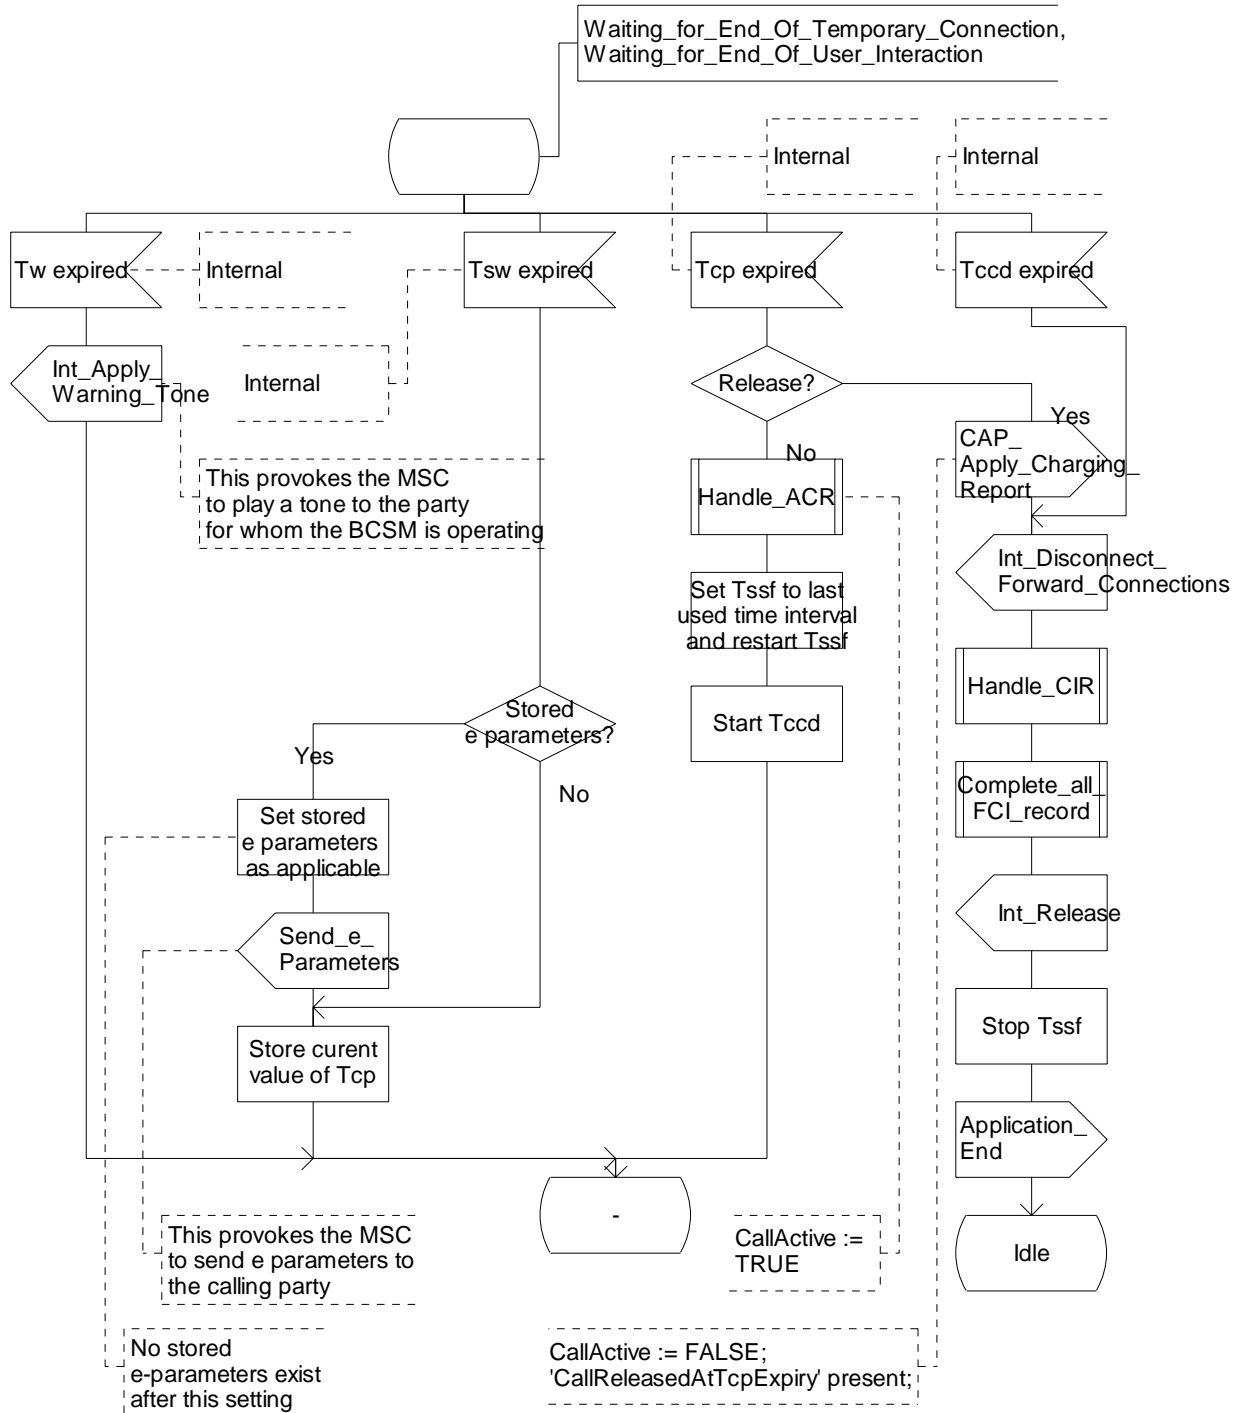 Waiting_for_End_Of_Temporary_Connection,
Waiting_for_End_Of_User_Interaction
Internal
Internal
Tw expired
Internal
Tsw expired
Tcp expired
Tccd expired
Int_Apply_
Warning_Tone
Internal
Release?
Yes
No
CAP_
Apply_Charging_
Report
This provokes the MSC
to play a tone to the party
for whom the BCSM is operating
Handle_ACR
Int_Disconnect_
Forward_Connections
Set Tssf to last
used time interval
and restart Tssf
Handle_CIR
Stored
e parameters?
Start Tccd
Yes
No
Complete_all_
FCI_record
Set stored
e parameters
as applicable
Send_e_
Parameters
Int_Release
Store curent
value of Tcp
Stop Tssf
Application_
End
-
This provokes the MSC
to send e parameters to
the calling party
CallActive :=
TRUE
Idle
No stored
e-parameters exist
after this setting
CallActive := FALSE;
'CallReleasedAtTcpExpiry' present;